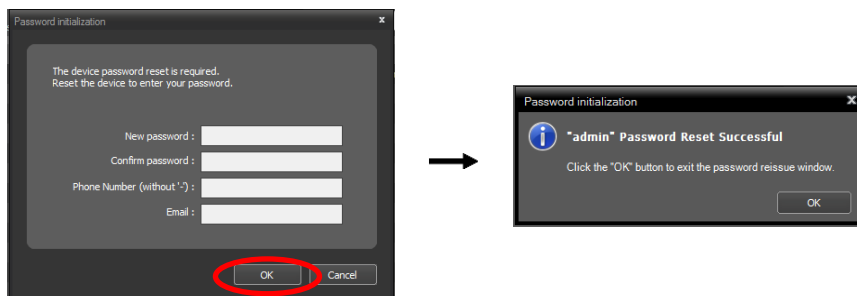 Password initialization
x
The device password reset is required.
Reset the device to enter your password.
New password :
Confirm password :
Phone Number (without '-') :
Email :
OK
Cancel
Password initialization
x
"admin" Password Reset Successful
Click the "OK" button to exit the password reissue window.
OK